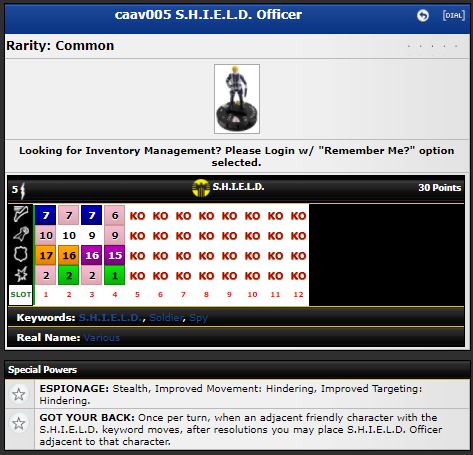 caav005 S.H.I.E.L.D. Officer
[DIAL]
Rarity: Common
Looking for Inventory Management? Please Login w/ "Remember Me?" option
selected.
5 S.H.I.E.L.D. 30 Points
7 7 7 6 KO KO KO KO KO KO KO KO
10 10 9 9 KO KO KO KO KO KO KO KO
17 16 16 15 KO KO KO KO KO KO KO KO
2 2 2 1 KO KO KO KO KO KO KO KO
SLOT 1 2 3 4 5 6 7 8 9 10 11 12
Keywords: S.H.I.E.L.D., Soldier, Spy
Real Name: Various
Special Powers
ESPIONAGE: Stealth, Improved Movement: Hindering, Improved Targeting:
Hindering.
GOT YOUR BACK: Once per turn, when an adjacent friendly character with the
S.H.I.E.L.D. keyword moves, after resolutions you may place S.H.I.E.L.D. Officer
adjacent to that character.